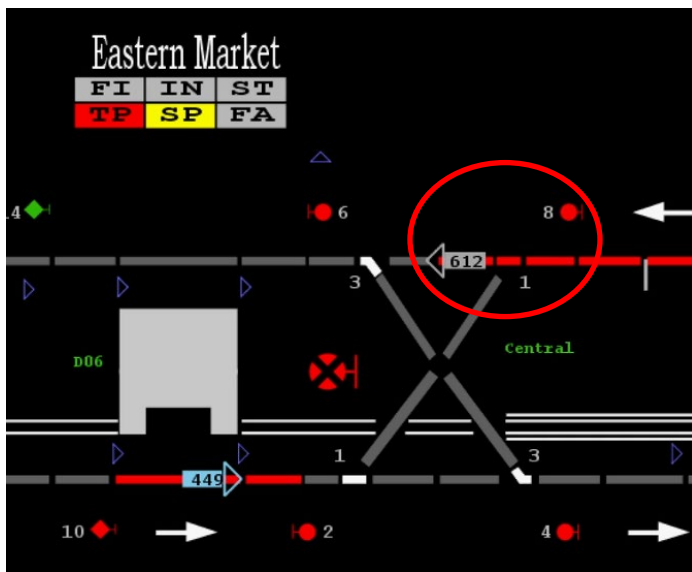 Eastern Market
FI IN ST
TP SP FA
14 6 8
612
3 1
D06 Central
1 3
449
10 2 4